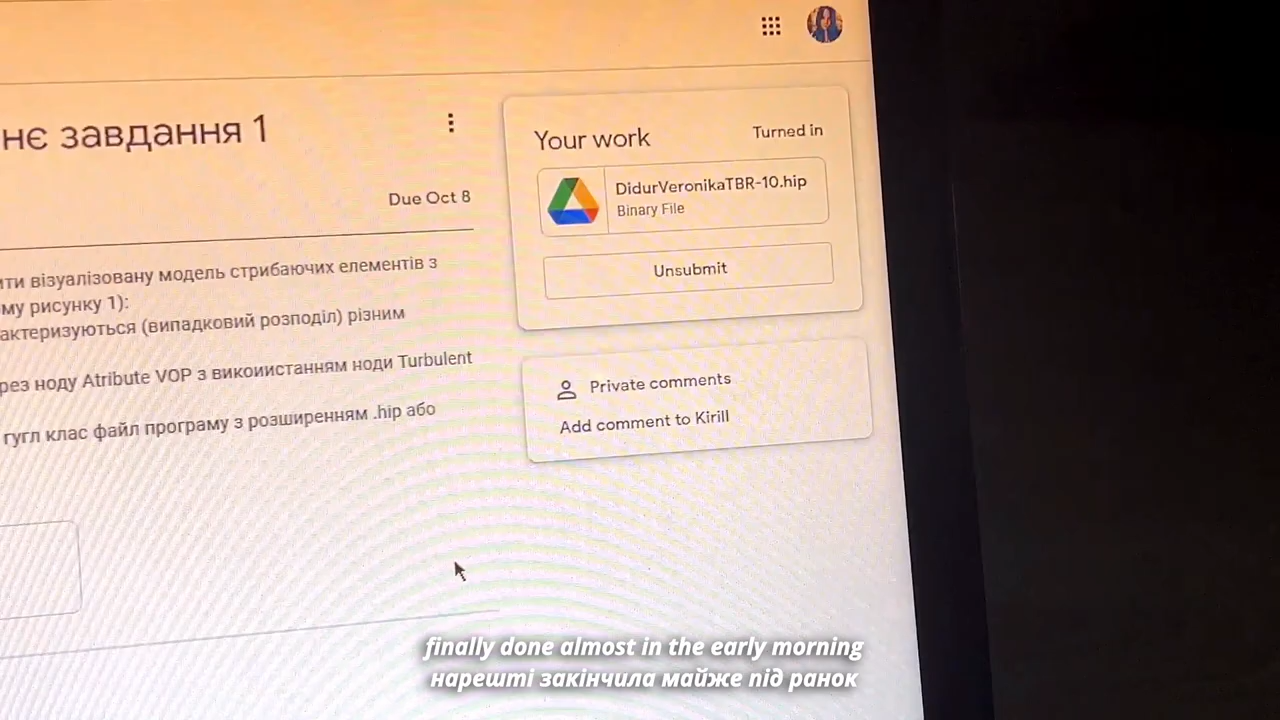 нє завдання 1
Due Oct 8
ити візуалізовану модель стрибаючих елементів з
ому рисунку 1):
актеризуються (випадковий розподіл) різним
рез ноду Atribute VOP з викоиистанням ноди Turbulent
гугл клас файл програму з розширенням .hip або
Your work
Turned in
DidurVeronikaTBR-10.hip
Binary File
Unsubmit
Private comments
Add comment to Kirill
finally done almost in the early morning
нарешті закінчила майже під ранок